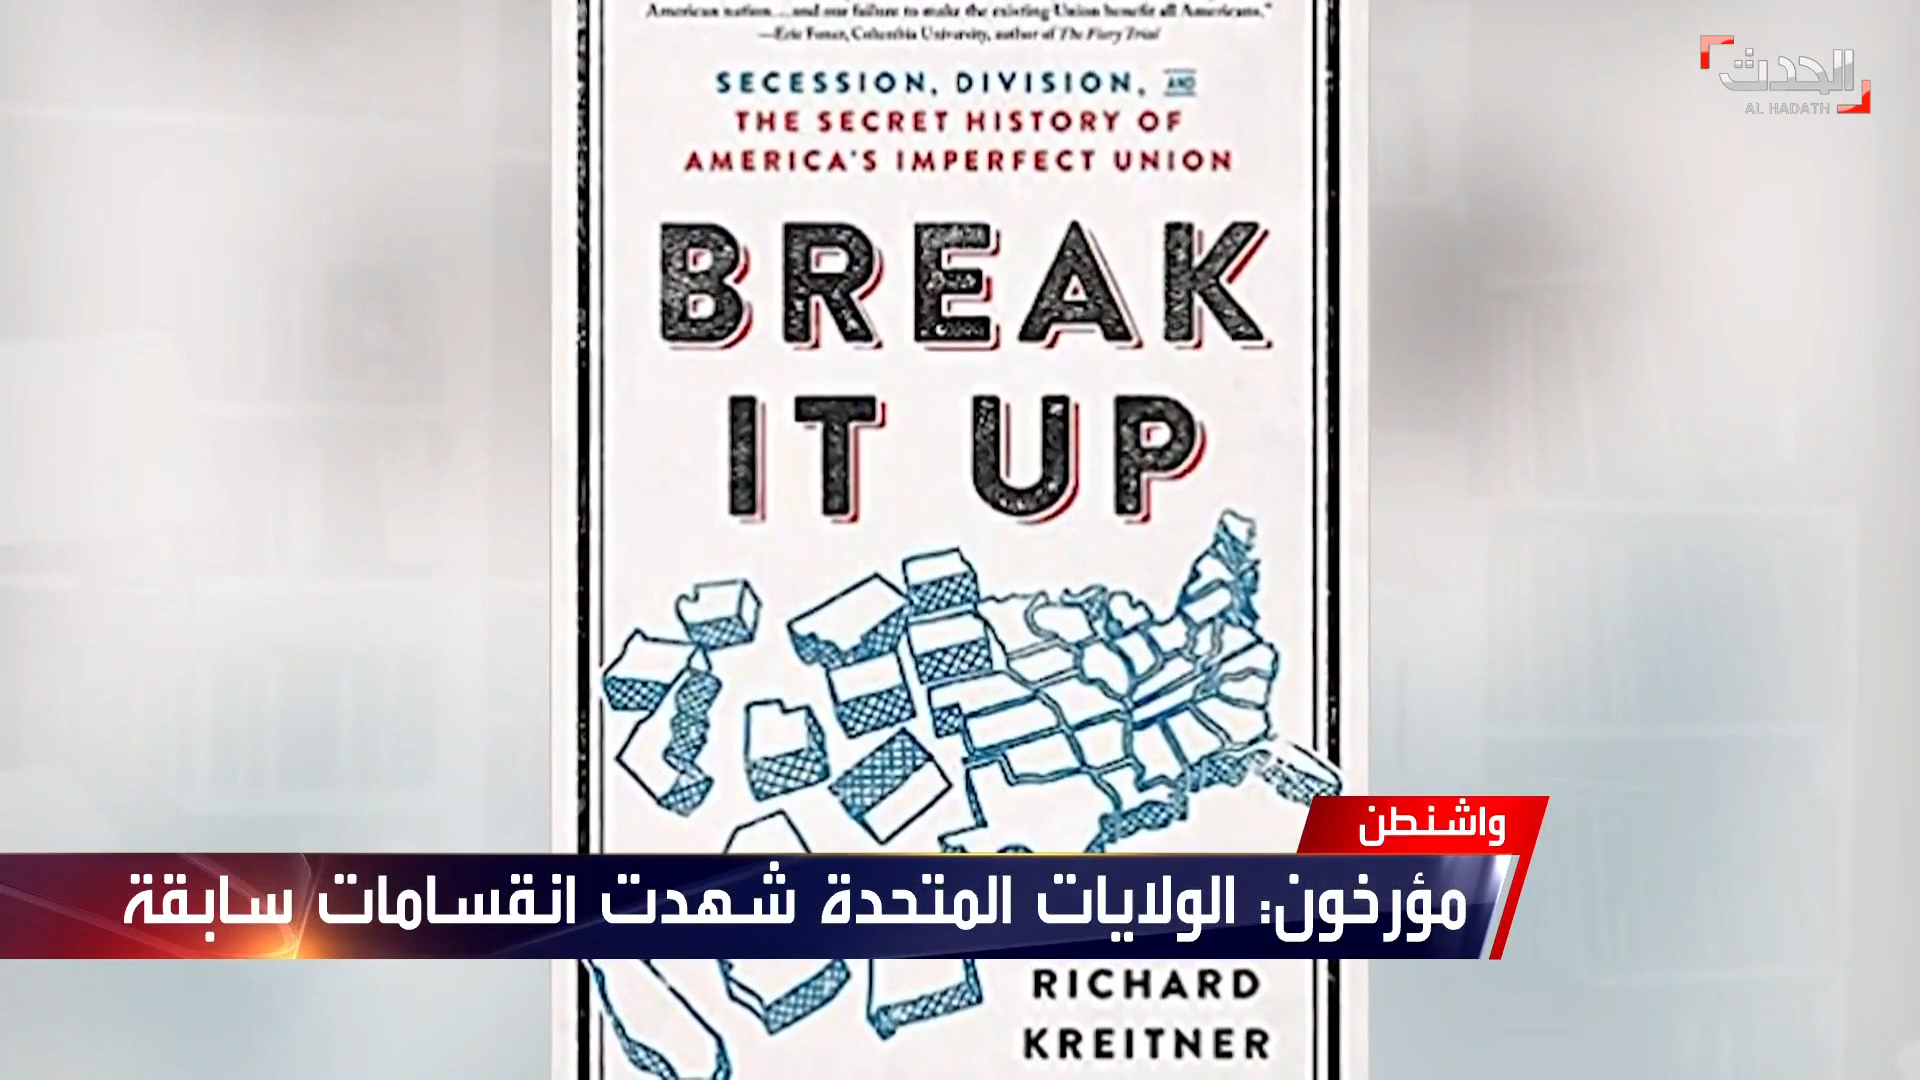 American nation....and our failure to make the existing Union benefit all Americans."
—Eric Foner, Columbia University, author of The Fiery Trial
SECESSION, DIVISION, AND
THE SECRET HISTORY OF
AMERICA'S IMPERFECT UNION
BREAK
IT UP
RICHARD
KREITNER
الحدث
AL HADATH
واشنطن
مؤرخون: الولايات المتحدة شهدت انقسامات سابقة